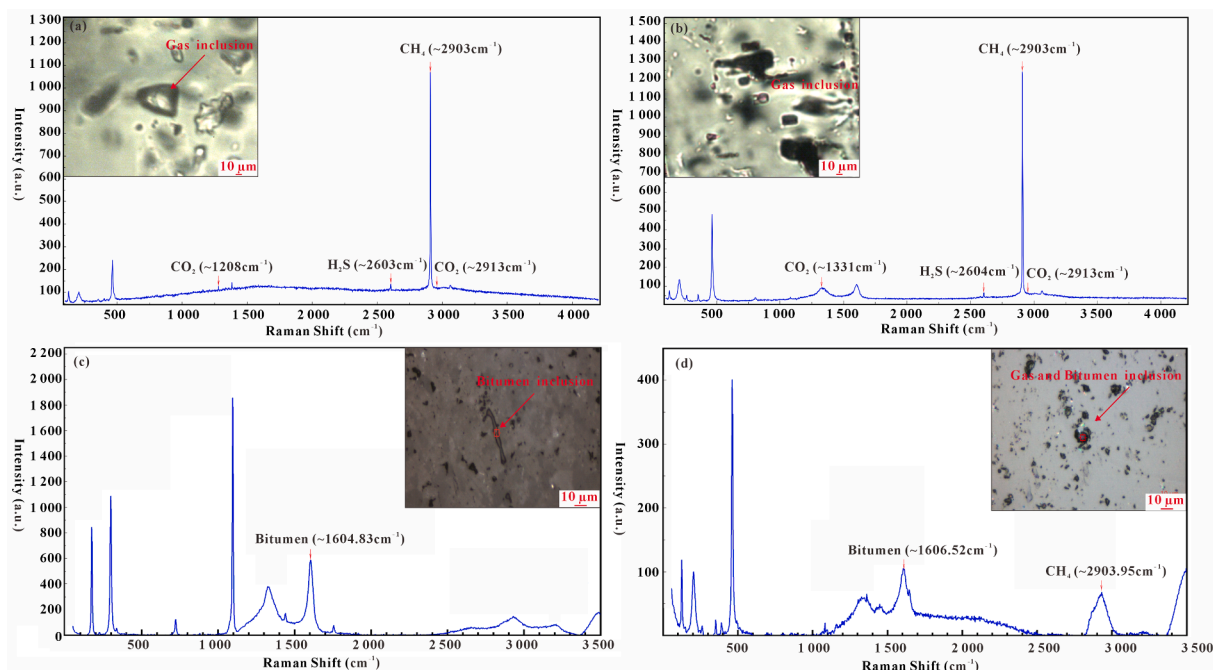 (a)
Gas inclusion
10 μm
CH₄ (~2903cm⁻¹)
CO₂ (~1208cm⁻¹)
H₂S (~2603cm⁻¹)
CO₂ (~2913cm⁻¹)
1 300
1 200
1 000
900
800
700
600
500
400
300
200
100
Intensity (a.u.)
500
1 000
1 500
2 000
2 500
3 000
3 500
4 000
Raman Shift (cm⁻¹)
(b)
Gas inclusion
10 μm
CH₄ (~2903cm⁻¹)
CO₂ (~1331cm⁻¹)
H₂S (~2604cm⁻¹)
CO₂ (~2913cm⁻¹)
1 500
1 400
1 300
1 200
1 100
1 000
900
800
700
600
500
400
300
200
100
0
Intensity (a.u.)
500
1 000
1 500
2 000
2 500
3 000
3 500
4 000
Raman Shift (cm⁻¹)
(c)
Bitumen inclusion
10 μm
Bitumen (~1604.83cm⁻¹)
2 200
2 000
1 800
1 600
1 400
1 200
1 000
800
600
400
200
0
Intensity (a.u.)
500
1 000
1 500
2 000
2 500
3 000
3 500
Raman Shift (cm⁻¹)
(d)
Gas and Bitumen inclusion
10 μm
Bitumen (~1606.52cm⁻¹)
CH₄ (~2903.95cm⁻¹)
400
300
200
100
Intensity (a.u.)
0
500
1 000
1 500
2 000
2 500
3 000
3 500
Raman Shift (cm⁻¹)